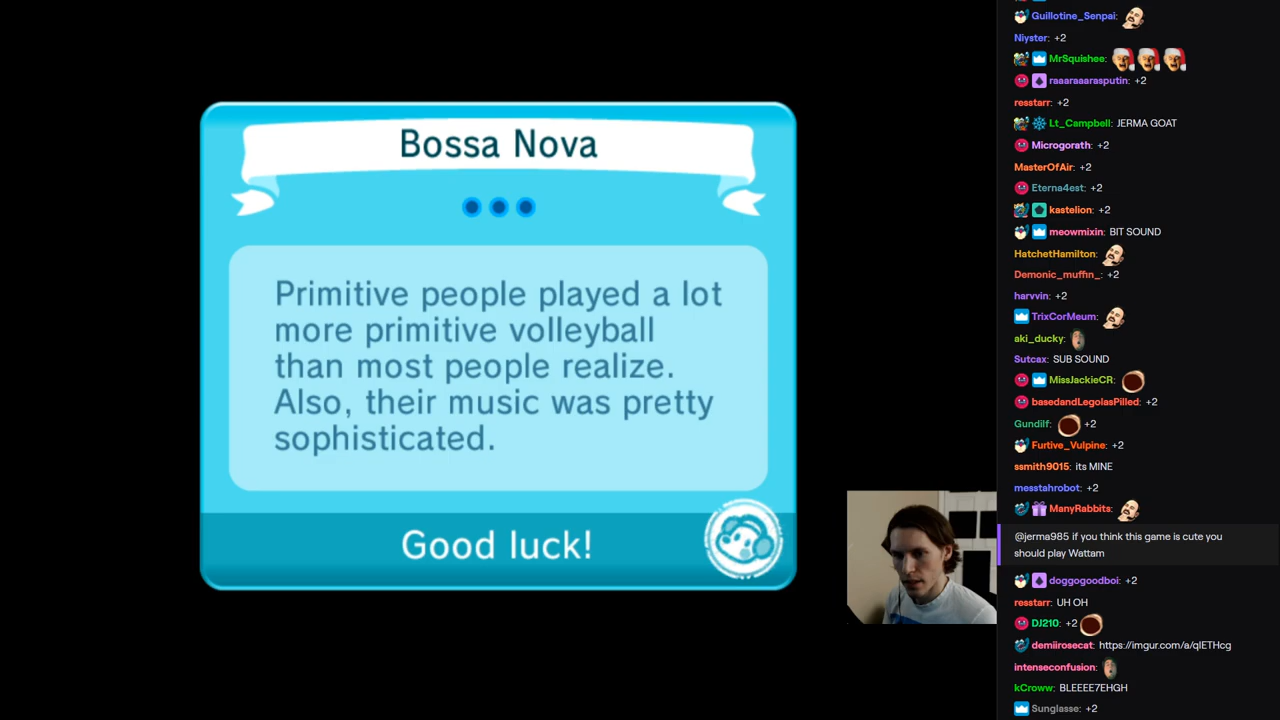 Bossa Nova
Primitive people played a lot
more primitive volleyball
than most people realize.
Also, their music was pretty
sophisticated.
Good luck!
Guillotine_Senpai:
Niyster: +2
MrSquishee:
raaraaraarasputin: +2
resstarr: +2
Lt_Campbell: JERMA GOAT
Microgorath: +2
MasterOfAir: +2
Eterna4est: +2
kastelion: +2
meowmixin: BIT SOUND
HatchetHamilton:
Demonic_muffin_: +2
harvvin: +2
TrixCorMeum:
aki_ducky:
Sutcax: SUB SOUND
MissJackieCR:
basedandLegolasPilled: +2
Gundilf: +2
Furtive_Vulpine: +2
ssmith9015: its MINE
messtahrobot: +2
ManyRabbits:
@jerma985 if you think this game is cute you
should play Wattam
doggogoodboi: +2
resstarr: UH OH
DJ210: +2
demiirosecat: https://imgur.com/a/qlETHcg
intenseconfusion:
kCroww: BLEEEE7EHGH
Sunglasse: +2